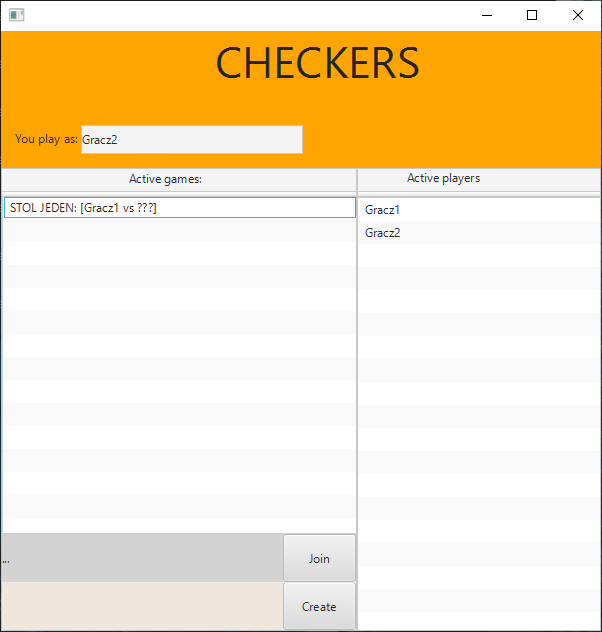 CHECKERS
You play as: Gracz2
Active games:
Active players
STOL JEDEN: [Gracz1 vs ???]
Gracz1
Gracz2
...
Join
Create